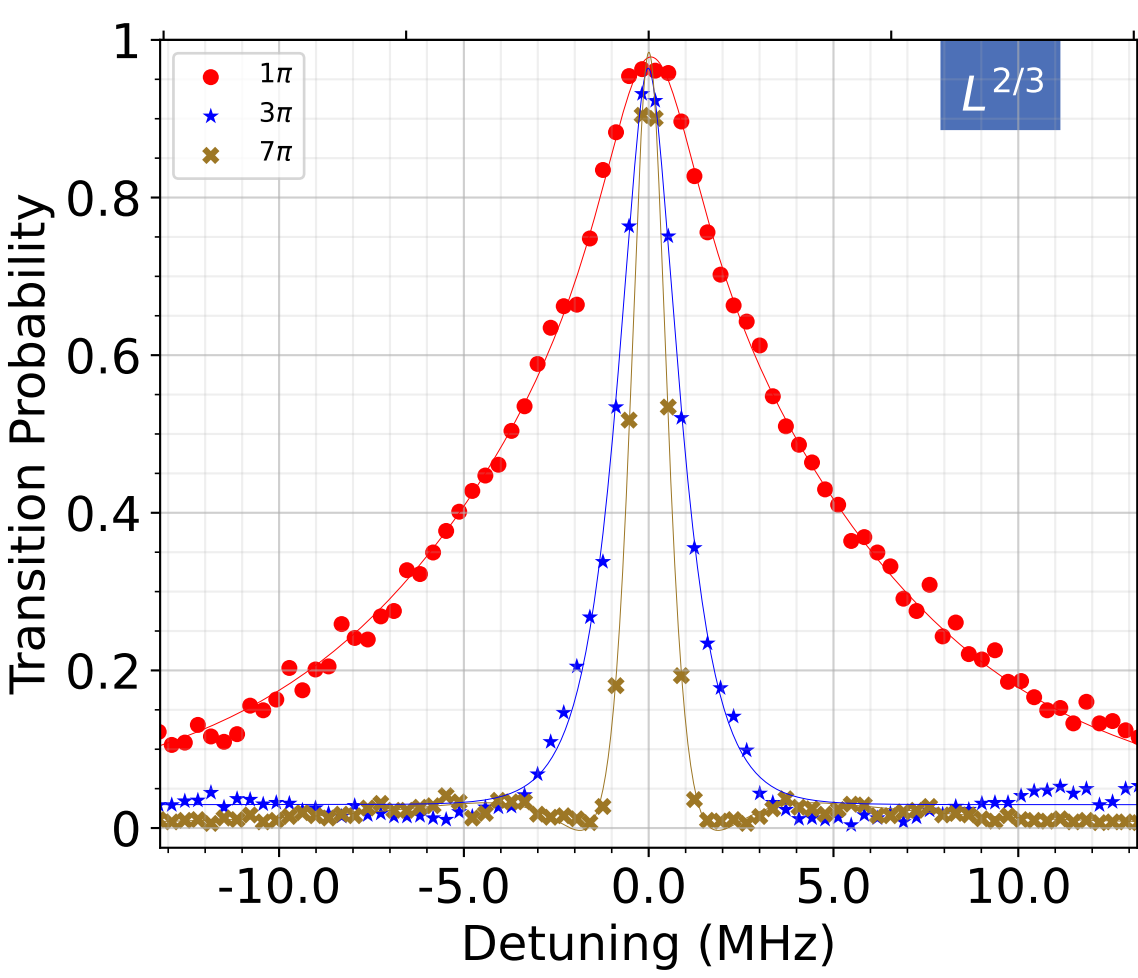 1
0.8
0.6
0.4
0.2
0
Transition Probability
1π
3π
7π
L^{2/3}
-10.0 -5.0 0.0 5.0 10.0
Detuning (MHz)